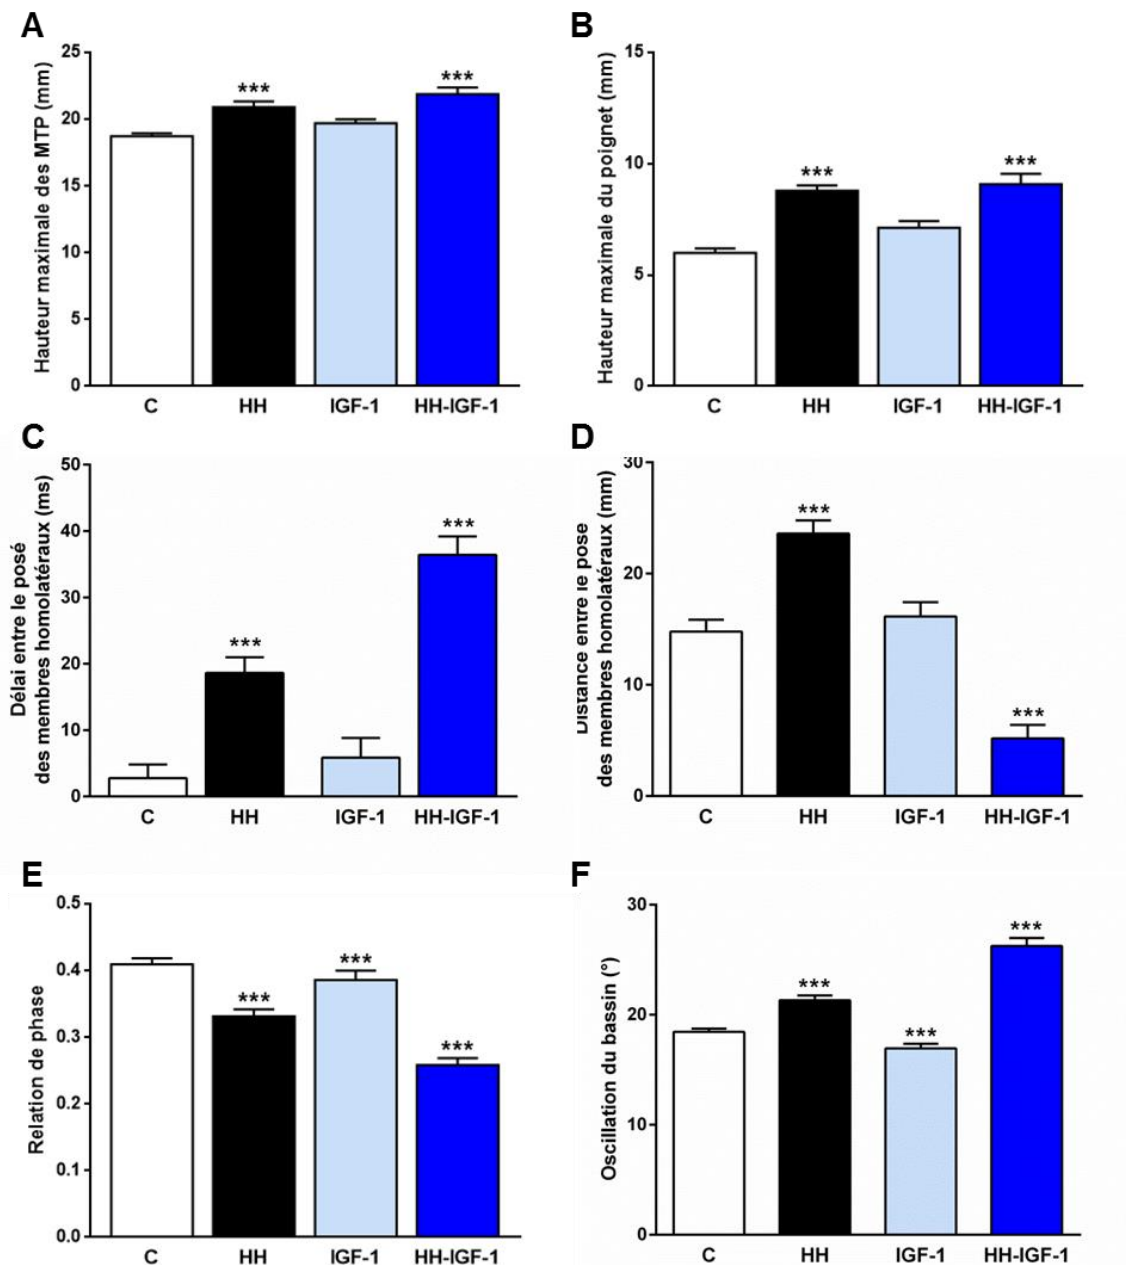 A
Hauteur maximale des MTP (mm)
25
20
15
10
5
0
***
***
C HH IGF-1 HH-IGF-1
B
Hauteur maximale du poignet (mm)
15
10
5
0
***
***
C HH IGF-1 HH-IGF-1
C
Délai entre le posé
des membres homolatéraux (ms)
50
40
30
20
10
0
***
***
C HH IGF-1 HH-IGF-1
D
Distance entre le pose
des membres homolatéraux (mm)
30
20
10
0
***
***
C HH IGF-1 HH-IGF-1
E
Relation de phase
0.5
0.4
0.3
0.2
0.1
0.0
***
***
***
C HH IGF-1 HH-IGF-1
F
Oscillation du bassin (°)
30
20
10
0
***
***
***
C HH IGF-1 HH-IGF-1